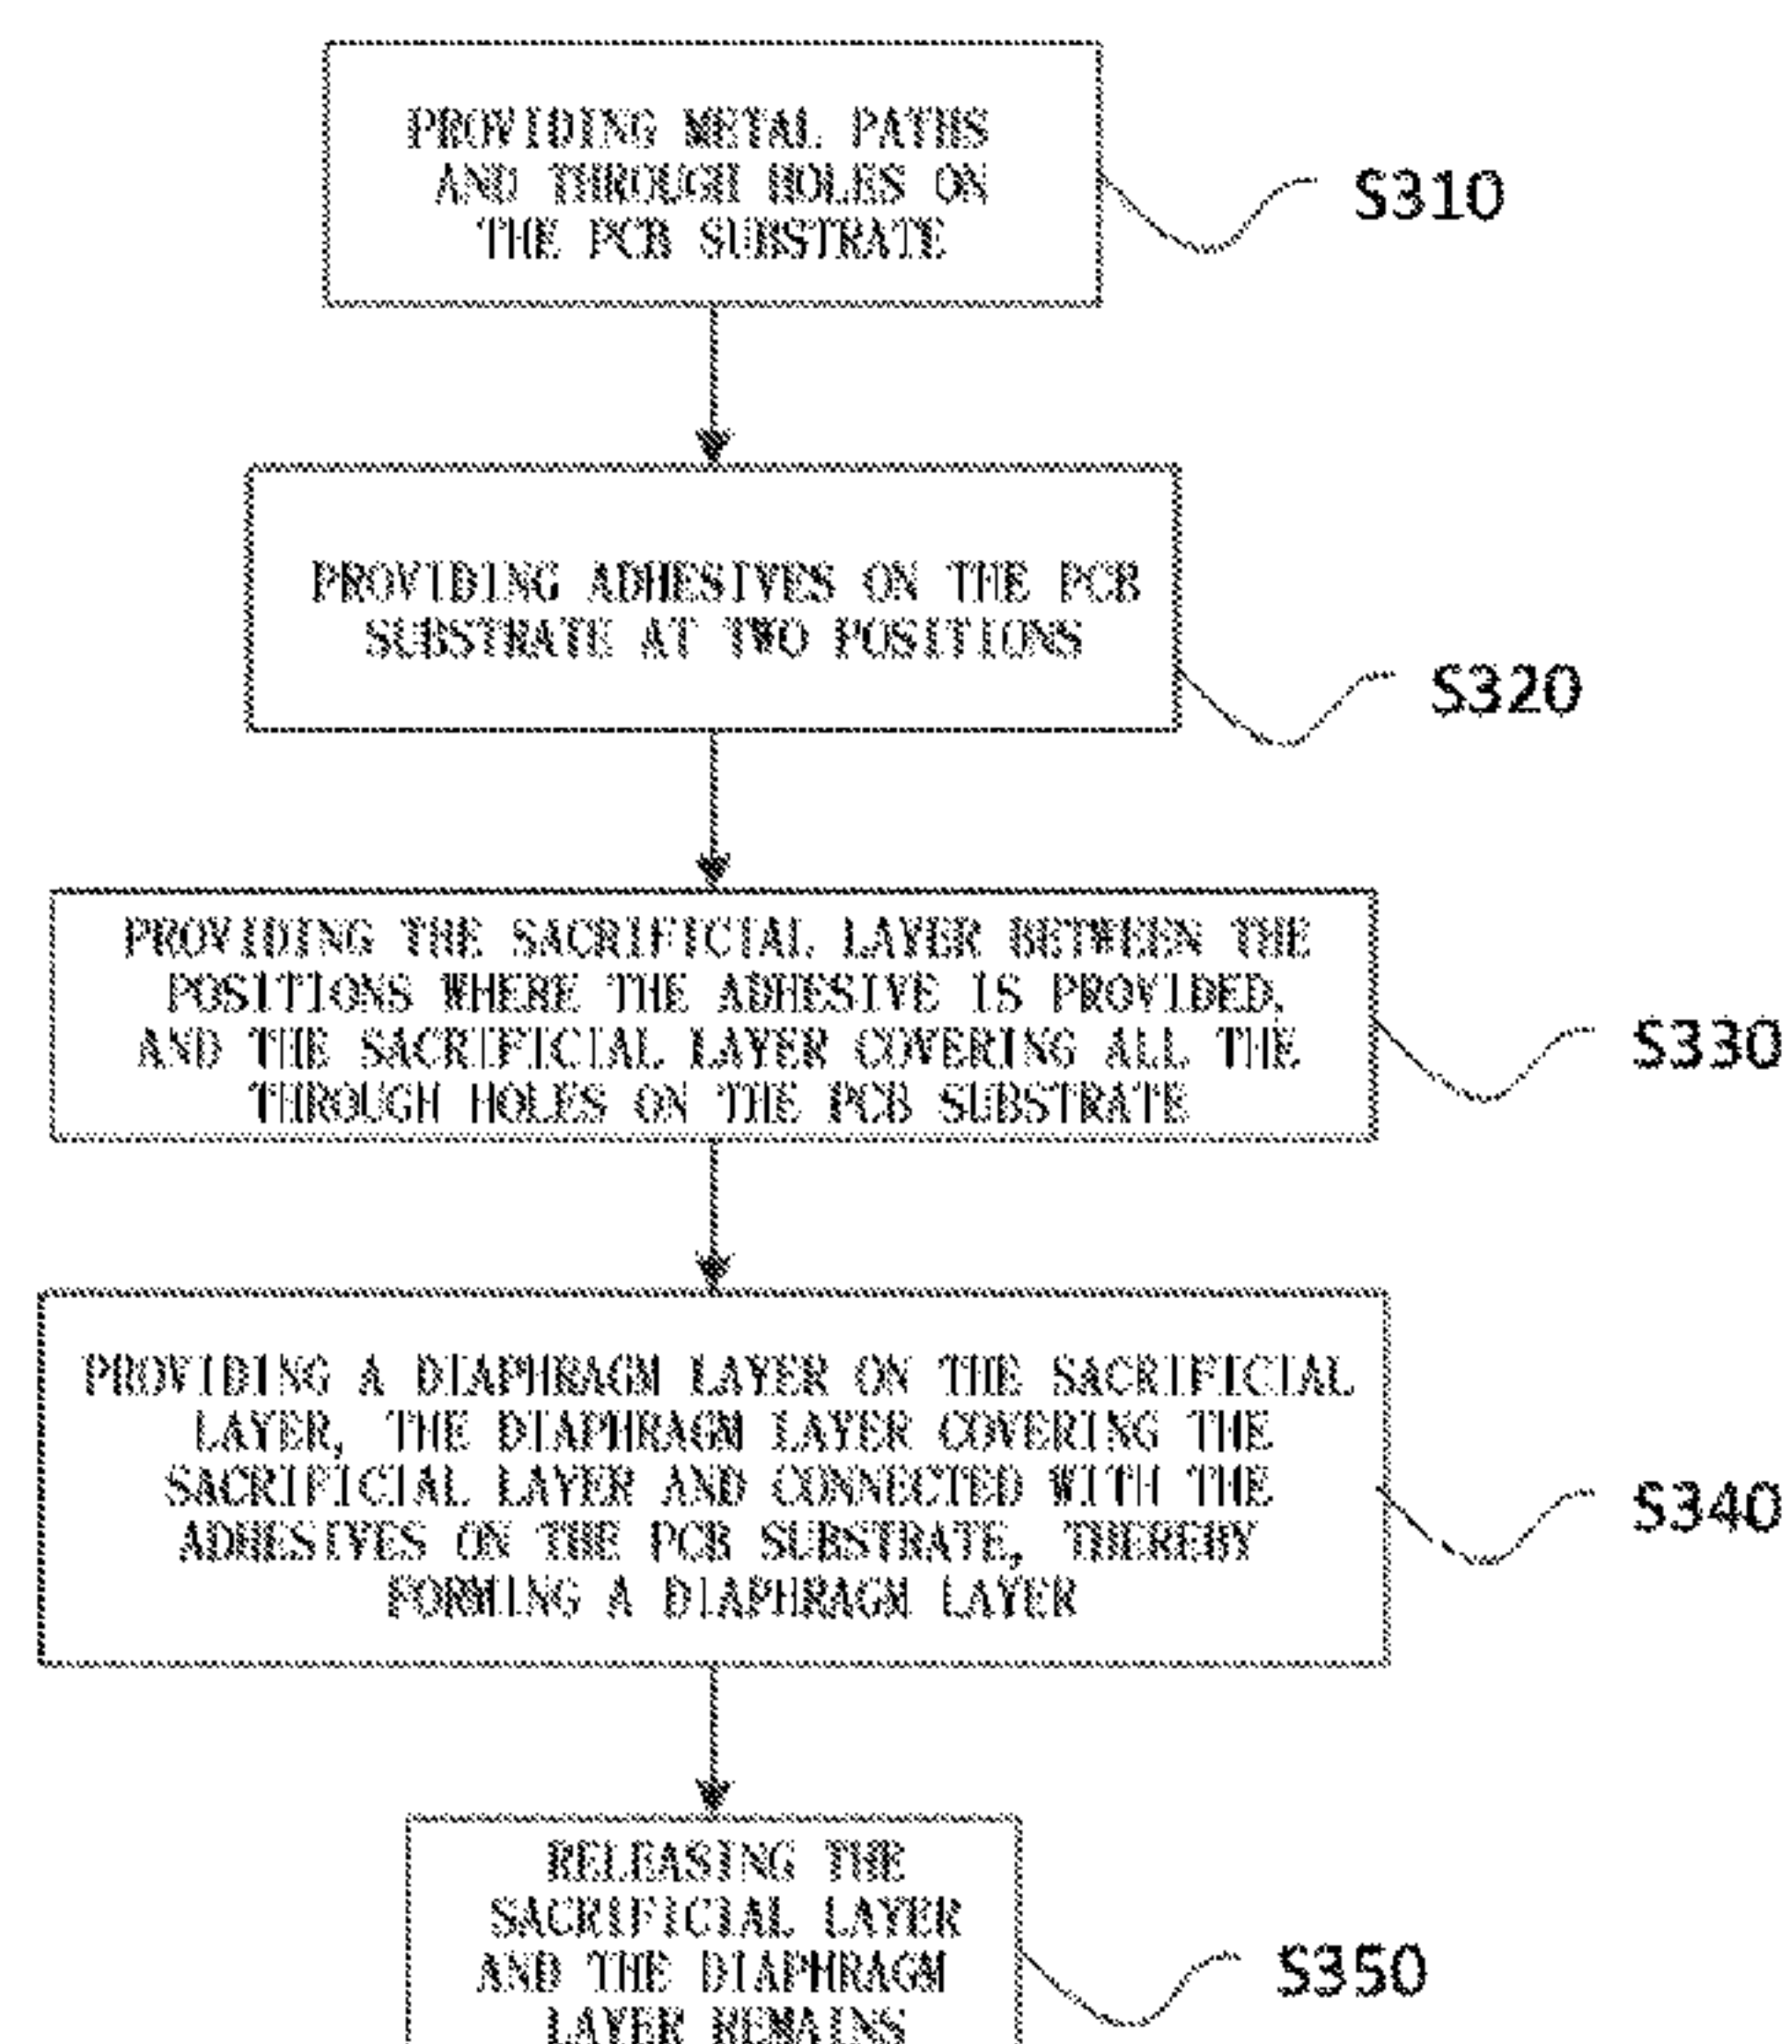 PROVIDING METAL PATHS
AND THROUGH HOLES ON
THE PCB SUBSTRATE
S310
PROVIDING ADHESIVES ON THE PCB
SUBSTRATE AT TWO POSITIONS
S320
PROVIDING THE SACRIFICIAL LAYER BETWEEN THE
POSITIONS WHERE THE ADHESIVE IS PROVIDED,
AND THE SACRIFICIAL LAYER COVERING ALL THE
THROUGH HOLES ON THE PCB SUBSTRATE
S330
PROVIDING A DIAPHRAGM LAYER ON THE SACRIFICIAL
LAYER, THE DIAPHRAGM LAYER COVERING THE
SACRIFICIAL LAYER AND CONNECTED WITH THE
ADHESIVES ON THE PCB SUBSTRATE, THEREBY
FORMING A DIAPHRAGM LAYER
S340
RELEASING THE
SACRIFICIAL LAYER
AND THE DIAPHRAGM
LAYER REMAINS
S350